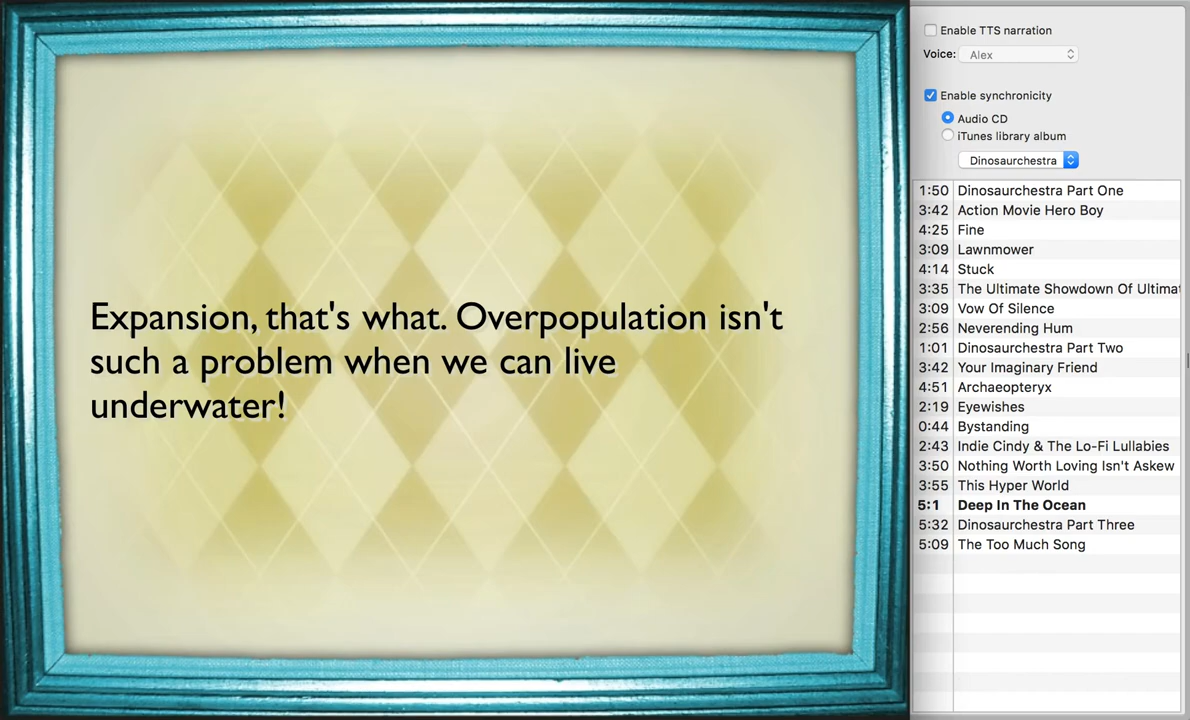 Expansion, that's what. Overpopulation isn't
such a problem when we can live
underwater!
Enable TTS narration
Voice: Alex
Enable synchronicity
Audio CD
iTunes library album
Dinosaurchestra
1:50 Dinosaurchestra Part One
3:42 Action Movie Hero Boy
4:25 Fine
3:09 Lawnmower
4:14 Stuck
3:35 The Ultimate Showdown Of Ultimat
3:09 Vow Of Silence
2:56 Neverending Hum
1:01 Dinosaurchestra Part Two
3:42 Your Imaginary Friend
4:51 Archaeopteryx
2:19 Eyewishes
0:44 Bystanding
2:43 Indie Cindy & The Lo-Fi Lullabies
3:50 Nothing Worth Loving Isn't Askew
3:55 This Hyper World
5:1 Deep In The Ocean
5:32 Dinosaurchestra Part Three
5:09 The Too Much Song